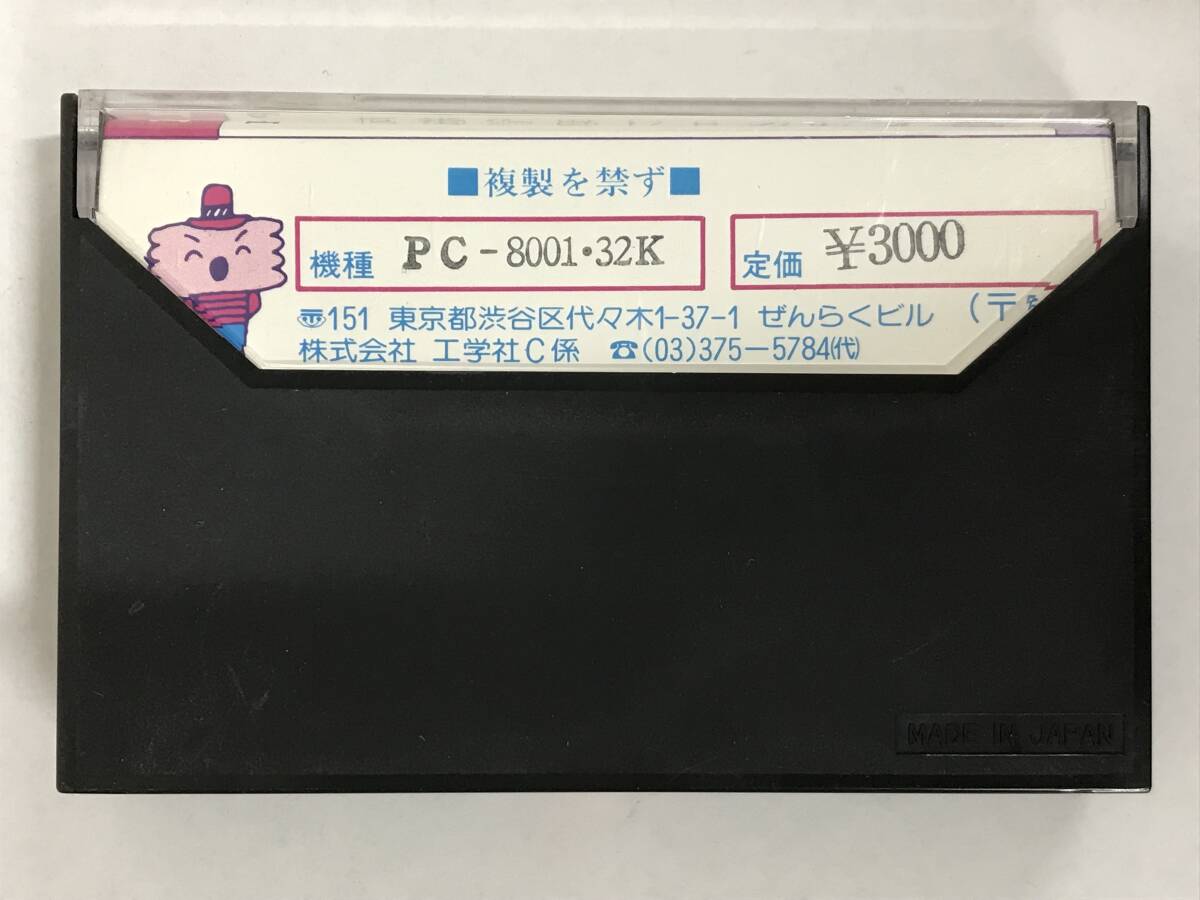 ■複製を禁ず■
機種 PC-8001・32K 定価 ¥3000
〠151 東京都渋谷区代々木1-37-1 ぜんらくビル (〒
株式会社 工学社C係 ☎(03)375-5784(代)
MADE IN JAPAN